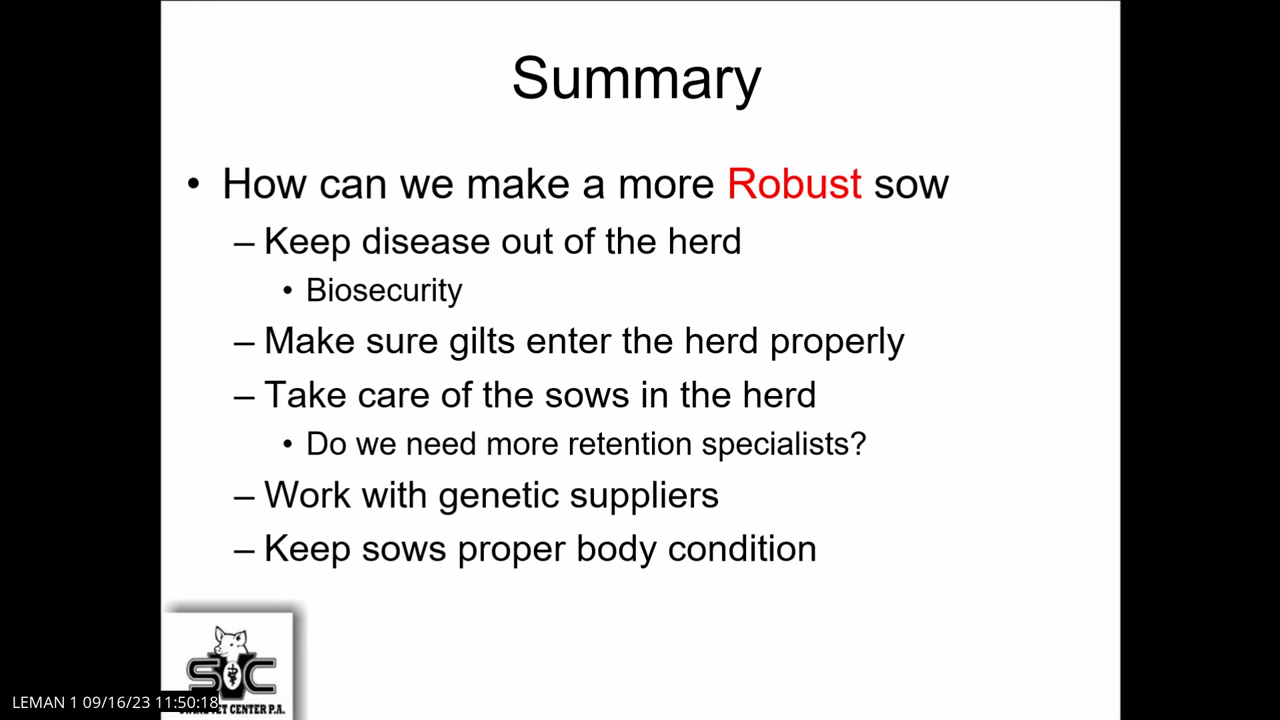 Summary
• How can we make a more Robust sow
– Keep disease out of the herd
• Biosecurity
– Make sure gilts enter the herd properly
– Take care of the sows in the herd
• Do we need more retention specialists?
– Work with genetic suppliers
– Keep sows proper body condition
SVC
LEMAN 1 09/16/23 11:50:18
VET CENTER P.A.